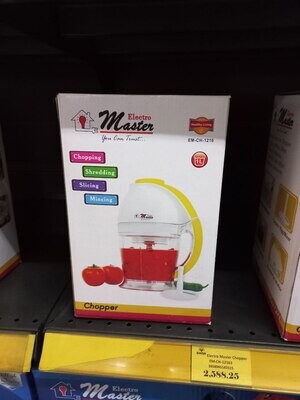 Electro
Master
You Can Trust...
EM-CH-1215
Chopping
Shredding
Slicing
Mincing
Master
Chopper
Electro Master Chopper
2,588.25
Electro
Master